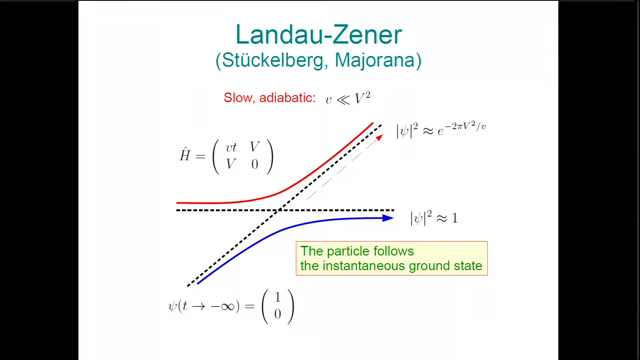 Landau-Zener
(Stückelberg, Majorana)
Slow, adiabatic: v ≪ V²
|ψ|² ≈ e^{−2πV²/v}
Ĥ = ( vt V
V 0 )
|ψ|² ≈ 1
The particle follows
the instantaneous ground state
ψ(t → −∞) = ( 1
0 )